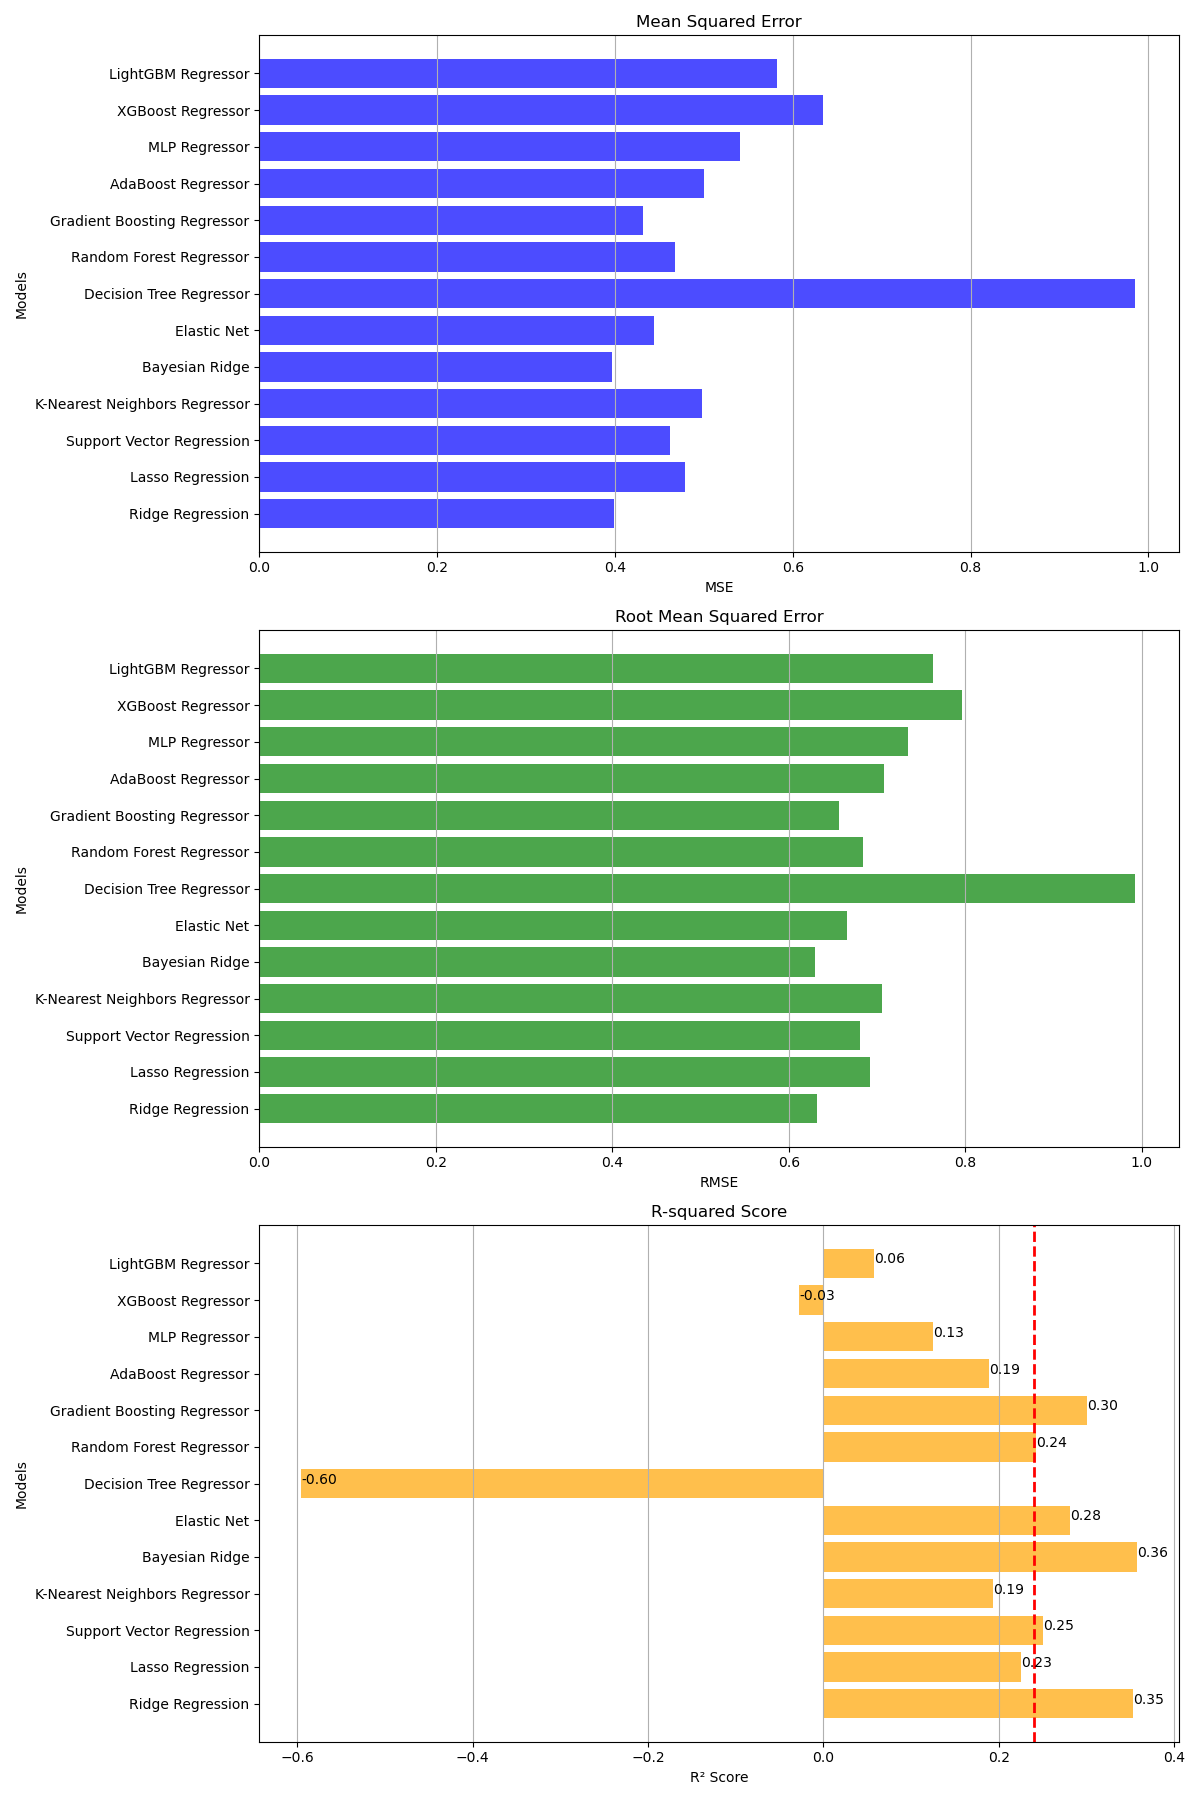 Mean Squared Error
Models
LightGBM Regressor
XGBoost Regressor
MLP Regressor
AdaBoost Regressor
Gradient Boosting Regressor
Random Forest Regressor
Decision Tree Regressor
Elastic Net
Bayesian Ridge
K-Nearest Neighbors Regressor
Support Vector Regression
Lasso Regression
Ridge Regression
0.0 0.2 0.4 0.6 0.8 1.0
MSE
Root Mean Squared Error
Models
LightGBM Regressor
XGBoost Regressor
MLP Regressor
AdaBoost Regressor
Gradient Boosting Regressor
Random Forest Regressor
Decision Tree Regressor
Elastic Net
Bayesian Ridge
K-Nearest Neighbors Regressor
Support Vector Regression
Lasso Regression
Ridge Regression
0.0 0.2 0.4 0.6 0.8 1.0
RMSE
R-squared Score
Models
LightGBM Regressor 0.06
XGBoost Regressor -0.03
MLP Regressor 0.13
AdaBoost Regressor 0.19
Gradient Boosting Regressor 0.30
Random Forest Regressor 0.24
Decision Tree Regressor -0.60
Elastic Net 0.28
Bayesian Ridge 0.36
K-Nearest Neighbors Regressor 0.19
Support Vector Regression 0.25
Lasso Regression 0.23
Ridge Regression 0.35
−0.6 −0.4 −0.2 0.0 0.2 0.4
R² Score